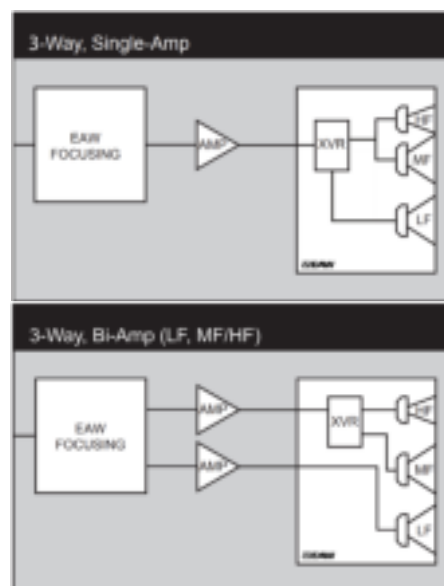 3-Way, Single-Amp
EAW
FOCUSING
AMP
XVR
HF
MF
LF
3-Way, Bi-Amp (LF, MF/HF)
EAW
FOCUSING
AMP
AMP
XVR
HF
MF
LF